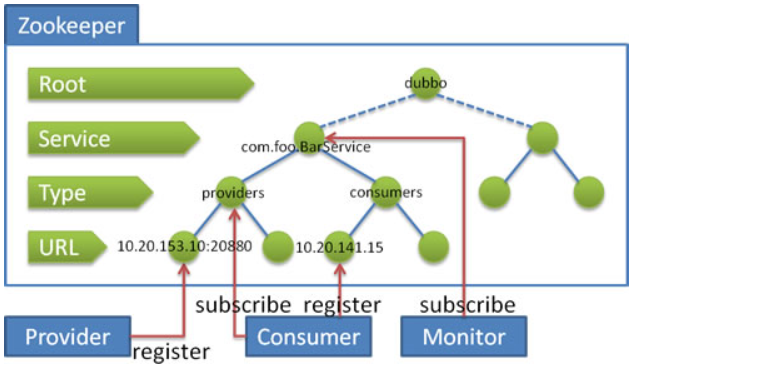 Zookeeper
Root
dubbo
Service
com.foo.BarService
Type
providers
consumers
URL
10.20.153.10:20880
10.20.141.15
subscribe
register
subscribe
Provider
register
Consumer
Monitor